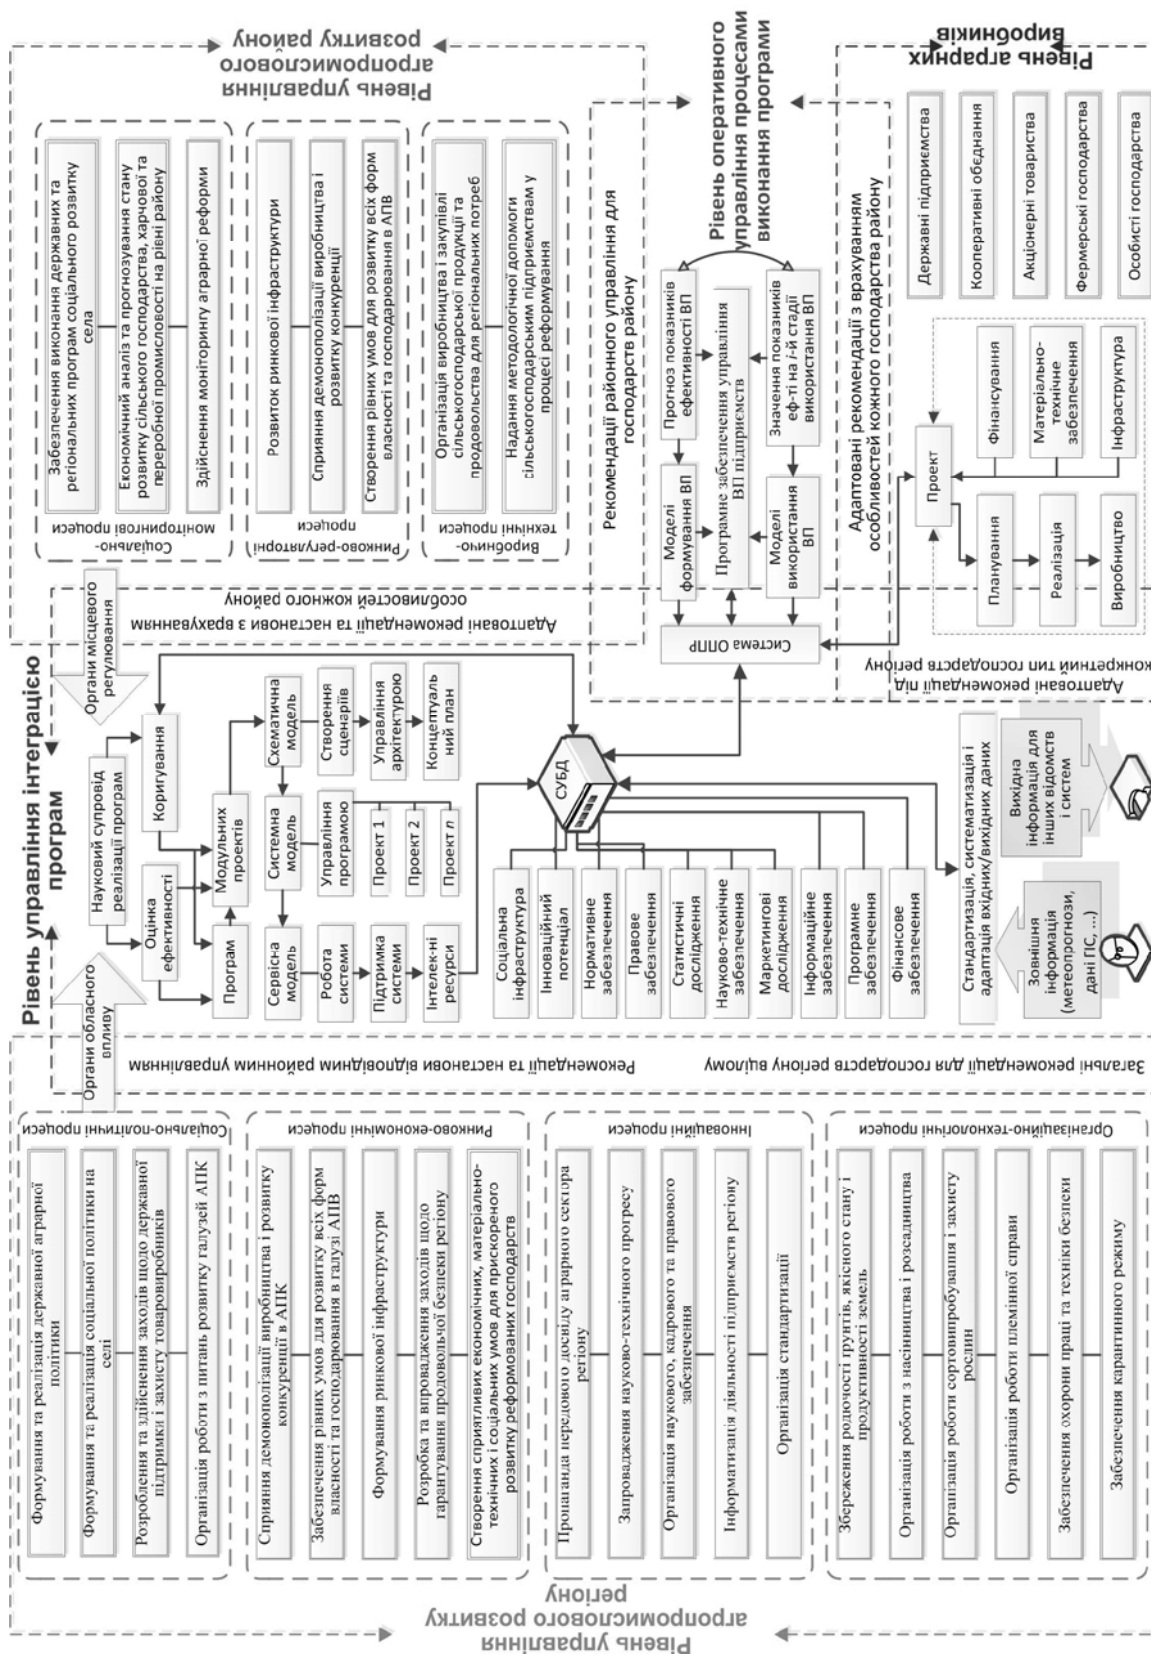 Рівень управління
агропромислового розвитку
регіону
Соціально-політичні процеси
Формування та реалізація державної аграрної
політики
Формування та реалізація соціальної політики на
селі
Розроблення та здійснення заходів щодо державної
підтримки і захисту товаровиробників
Організація роботи з питань розвитку галузей АПК
Ринково-економічні процеси
Сприяння демонополізації виробництва і розвитку
конкуренції в АПК
Забезпечення рівних умов для розвитку всіх форм
власності та господарювання в галузі АПВ
Формування ринкової інфраструктури
Розробка та впровадження заходів щодо
гарантування продовольчої безпеки регіону
Створення сприятливих економічних, матеріально-
технічних і соціальних умов для прискореного
розвитку реформованих господарств
Інноваційні процеси
Пропаганда передового досвіду аграрного сектора
регіону
Запровадження науково-технічного прогресу
Організація наукового, кадрового та правового
забезпечення
Інформатизація діяльності підприємств регіону
Організація стандартизації
Організаційно-технологічні процеси
Збереження родючості ґрунтів, якісного стану і
продуктивності земель
Організація роботи з насінництва і розсадництва
Організація роботи сортовипробування і захисту
рослин
Організація роботи племінної справи
Забезпечення охорони праці та техніки безпеки
Забезпечення карантинного режиму
Рекомендації та настанови відповідним районним управлінням
Загальні рекомендації для господарств регіону вцілому
Органи обласного
впливу
Рівень управління інтеграцією
програм
Органи місцевого
регулювання
Науковий супровід
реалізації програм
Оцінка
ефективності
Коригування
Програм
Модульних
проектів
Сервісна
модель
Системна
модель
Схематична
модель
Робота
системи
Управління
програмою
Створення
сценаріїв
Підтримка
системи
Проект 1
Проект 2
Проект n
Управління
архітектурою
Інтелек-ні
ресурси
Концептуаль
ний план
СУБД
Соціальна
інфраструктура
Інноваційний
потенціал
Нормативне
забезпечення
Правове
забезпечення
Статистичні
дослідження
Науково-технічне
забезпечення
Маркетингові
дослідження
Інформаційне
забезпечення
Програмне
забезпечення
Фінансове
забезпечення
Стандартизація, систематизація і
адаптація вхідних/вихідних даних
Зовнішня
інформація
(метеопрогнози,
дані ГІС, ...)
Вихідна
інформація для
інших відомств
і систем
Рівень управління
агропромислового
розвитку району
Соціально-
моніторингові процеси
Забезпечення виконання державних та
регіональних програм соціального розвитку
села
Економічний аналіз та прогнозування стану
розвитку сільського господарства, харчової та
переробної промисловості на рівні району
Здійснення моніторингу аграрної реформи
Ринково-регуляторні
процеси
Розвиток ринкової інфраструктури
Сприяння демонополізації виробництва і
розвитку конкуренції
Створення рівних умов для розвитку всіх форм
власності та господарювання в АПВ
Виробничо-
технічні процеси
Організація виробництва і закупівлі
сільськогосподарської продукції та
продовольства для регіональних потреб
Надання методологічної допомоги
сільськогосподарським підприємствам у
процесі реформування
Адаптовані рекомендації та настанови з врахуванням
особливостей кожного району
Рекомендації районного управління для
господарств району
Рівень оперативного
управління процесами
виконання програми
Система ОППР
Моделі
формування ВП
Прогноз показників
ефективності ВП
Програмне забезпечення управління
ВП підприємств
Моделі
використання
ВП
Значення показників
еф-ті на i-й стадії
використання ВП
Адаптовані рекомендації з врахуванням
особливостей кожного господарства району
Адаптовані рекомендації під
конкретний тип господарств регіону
Рівень аграрних
виробників
Державні підприємства
Кооперативні обєднання
Акціонерні товариства
Фермерські господарства
Особисті господарства
Проект
Планування
Фінансування
Реалізація
Матеріально-
технічне
забезпечення
Виробництво
Інфраструктура